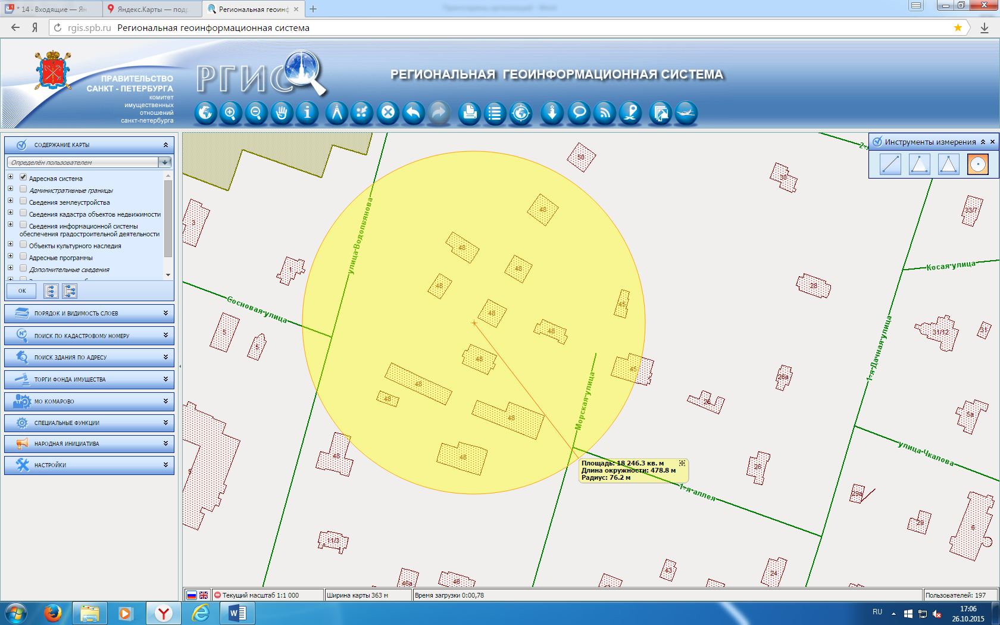 * 14 · Входящие — Ян
Яндекс.Карты — подр
Региональная геоинф
Я
rgis.spb.ru Региональная геоинформационная система
ПРАВИТЕЛЬСТВО
САНКТ - ПЕТЕРБУРГА
комитет
имущественных
отношений
санкт-петербурга
РГИС
РЕГИОНАЛЬНАЯ ГЕОИНФОРМАЦИОННАЯ СИСТЕМА
СОДЕРЖАНИЕ КАРТЫ
Определён пользователем
Адресная система
Административные границы
Сведения землеустройства
Сведения кадастра объектов недвижимости
Сведения информационной системы
обеспечения градостроительной деятельности
Объекты культурного наследия
Адресные программы
Дополнительные сведения
ОК
ПОРЯДОК И ВИДИМОСТЬ СЛОЕВ
ПОИСК ПО КАДАСТРОВОМУ НОМЕРУ
ПОИСК ЗДАНИЯ ПО АДРЕСУ
ТОРГИ ФОНДА ИМУЩЕСТВА
МО КОМАРОВО
СПЕЦИАЛЬНЫЕ ФУНКЦИИ
НАРОДНАЯ ИНИЦИАТИВА
НАСТРОЙКИ
Инструменты измерения
2-
50
30
33/7
3
48
улица Водопьянова
48
48
1
48
Косая улица
28
Сосновая улица
48
45
48
31/12
31
5
5
48
45
1-я Дачная улица
26а
48
48
Морская улица
26
5а
48
48
48
улица Чкалова
5
26
Площадь: 18 246.3 кв. м
Длина окружности: 478.8 м
Радиус: 76.2 м
1-я аллея
29а
29
6
11/3
43
24
46а
48
Текущий масштаб 1:1 000
Ширина карты 363 м
Время загрузки 0:00,78
Пользователей: 197
RU
17:06
26.10.2015